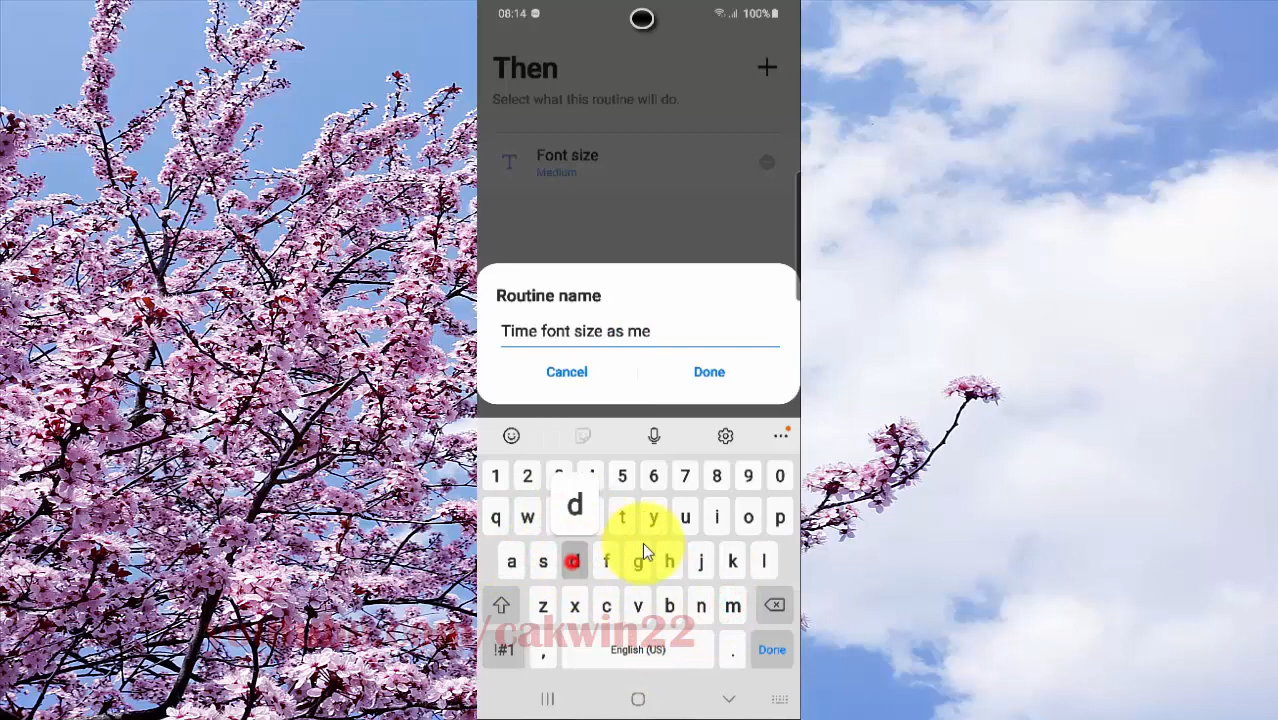 08:14
100%
Then
+
Select what this routine will do.
T
Font size
Medium
Routine name
Time font size as me
Cancel
Done
1 2 5 6 7 8 9 0
d
q w t y u i o p
a s d f g h j k l
z x c v b n m
/cakwin22
!#1 , English (US) . Done